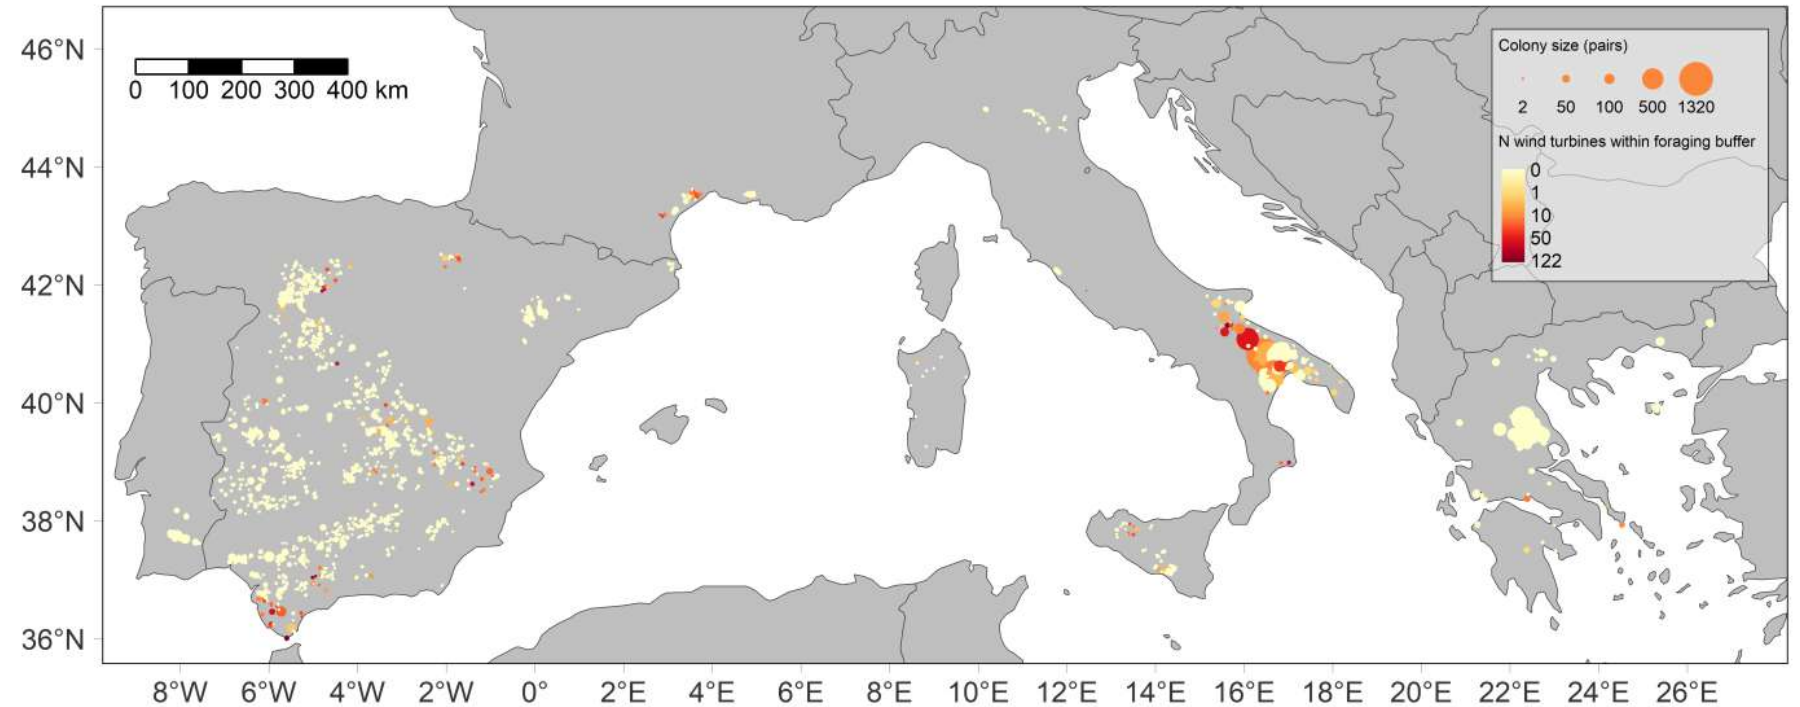 46°N
44°N
42°N
40°N
38°N
36°N
0 100 200 300 400 km
Colony size (pairs)
2 50 100 500 1320
N wind turbines within foraging buffer
0
1
10
50
122
8°W 6°W 4°W 2°W 0° 2°E 4°E 6°E 8°E 10°E 12°E 14°E 16°E 18°E 20°E 22°E 24°E 26°E